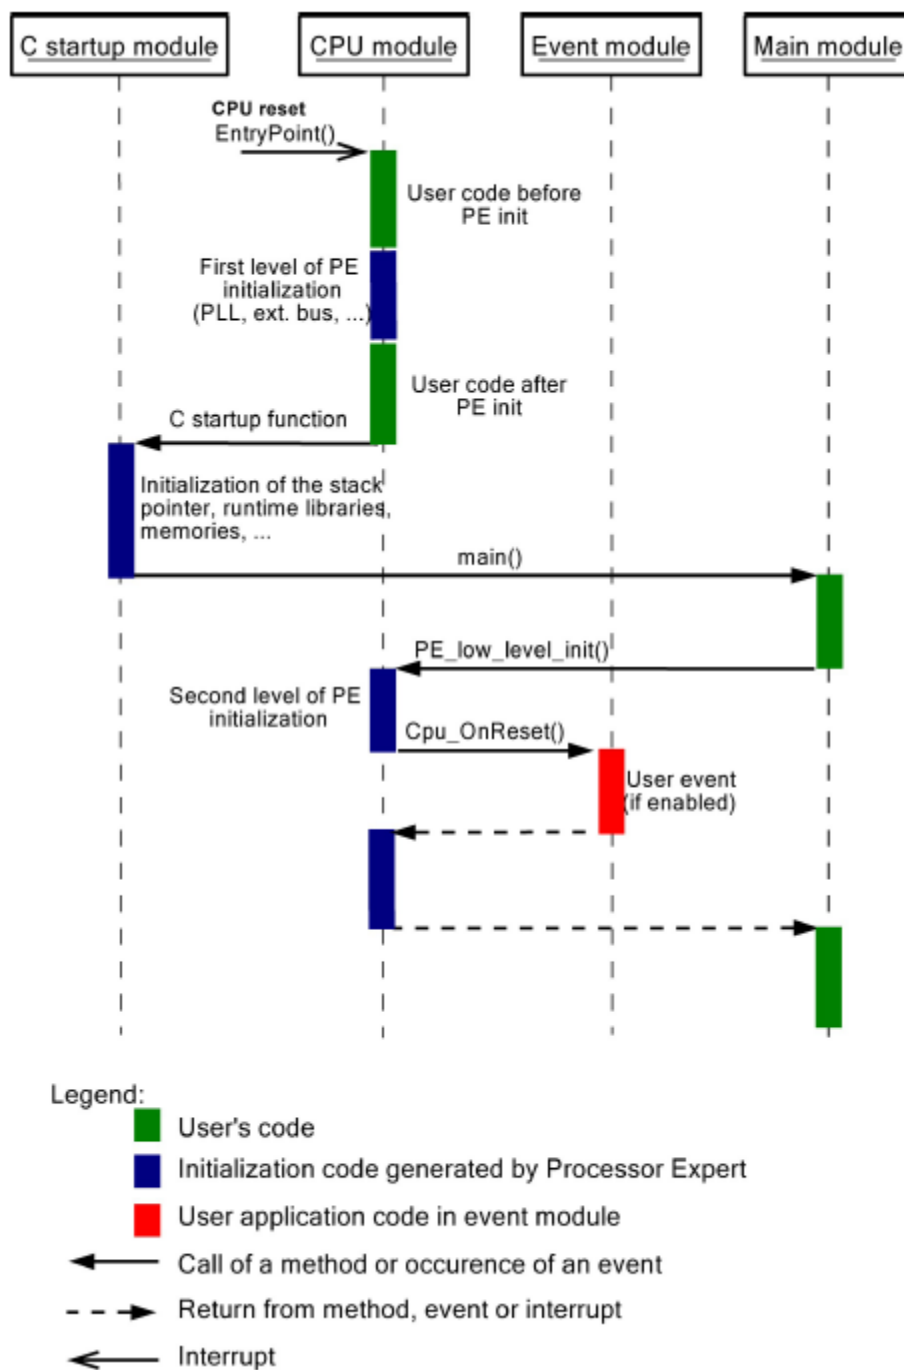 C startup module
CPU module
Event module
Main module
CPU reset
EntryPoint()
User code before
PE init
First level of PE
initialization
(PLL, ext. bus, ...)
User code after
PE init
C startup function
Initialization of the stack
pointer, runtime libraries,
memories, ...
main()
PE_low_level_init()
Second level of PE
initialization
Cpu_OnReset()
User event
(if enabled)
Legend:
User's code
Initialization code generated by Processor Expert
User application code in event module
Call of a method or occurence of an event
Return from method, event or interrupt
Interrupt